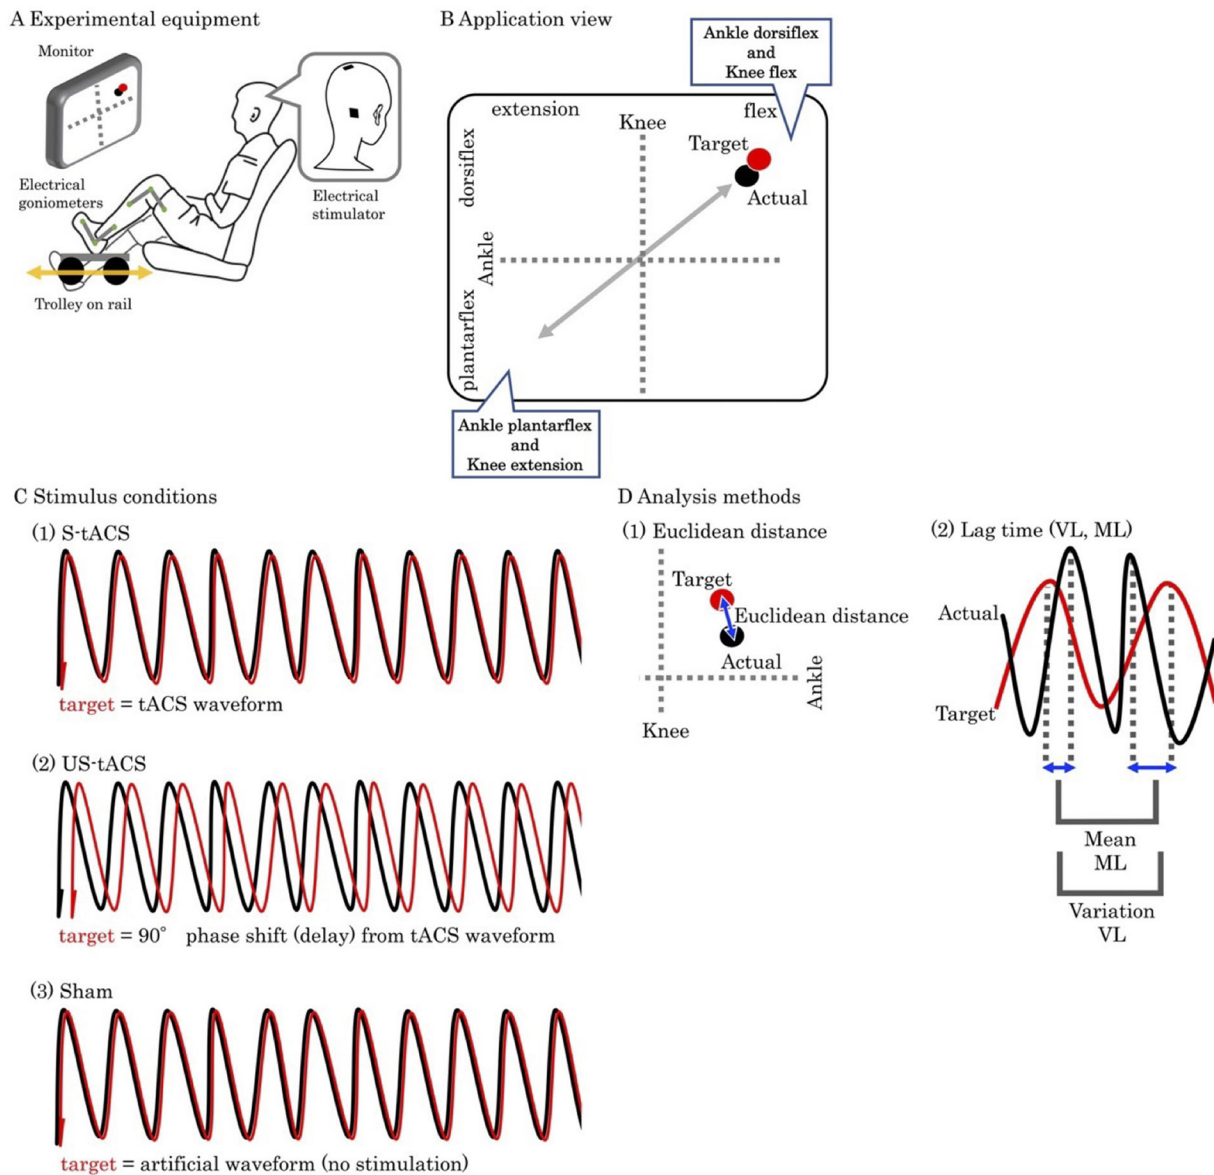 A Experimental equipment
Monitor
Electrical
goniometers
Electrical
stimulator
Trolley on rail
B Application view
Ankle dorsiflex
and
Knee flex
extension
flex
Knee
dorsiflex
Target
Actual
Ankle
plantarflex
Ankle plantarflex
and
Knee extension
C Stimulus conditions
(1) S-tACS
target = tACS waveform
(2) US-tACS
target = 90° phase shift (delay) from tACS waveform
(3) Sham
target = artificial waveform (no stimulation)
D Analysis methods
(1) Euclidean distance
Target
Euclidean distance
Actual
Ankle
Knee
(2) Lag time (VL, ML)
Actual
Target
Mean
ML
Variation
VL